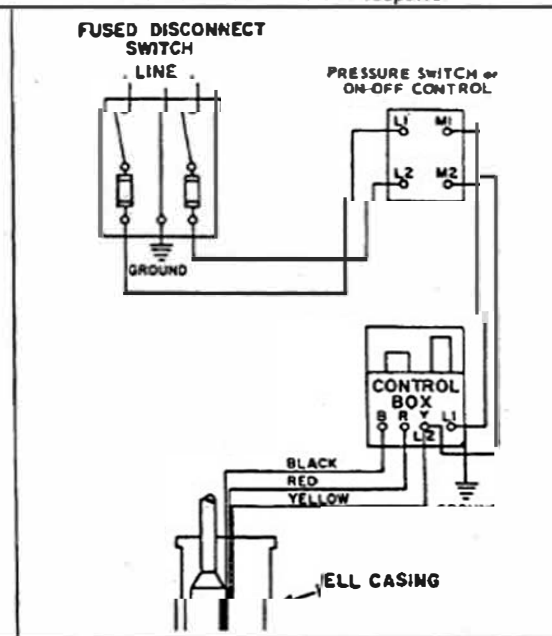 FUSED DISCONNECT
SWITCH
LINE
PRESSURE SWITCH or
ON-OFF CONTROL
L1 M1
L2 M2
GROUND
CONTROL
BOX
B R Y L1
L2
BLACK
RED
YELLOW
ELL CASING